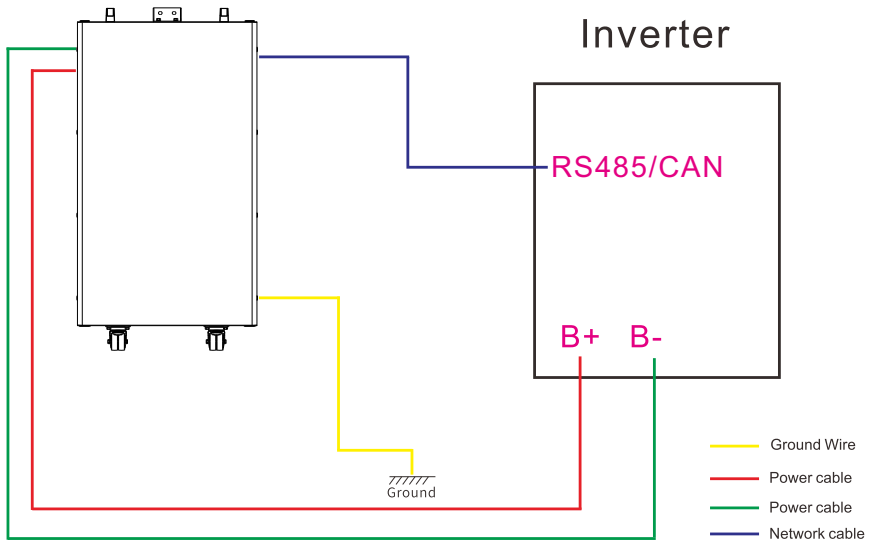 Inverter
RS485/CAN
B+ B-
Ground
Ground Wire
Power cable
Power cable
Network cable